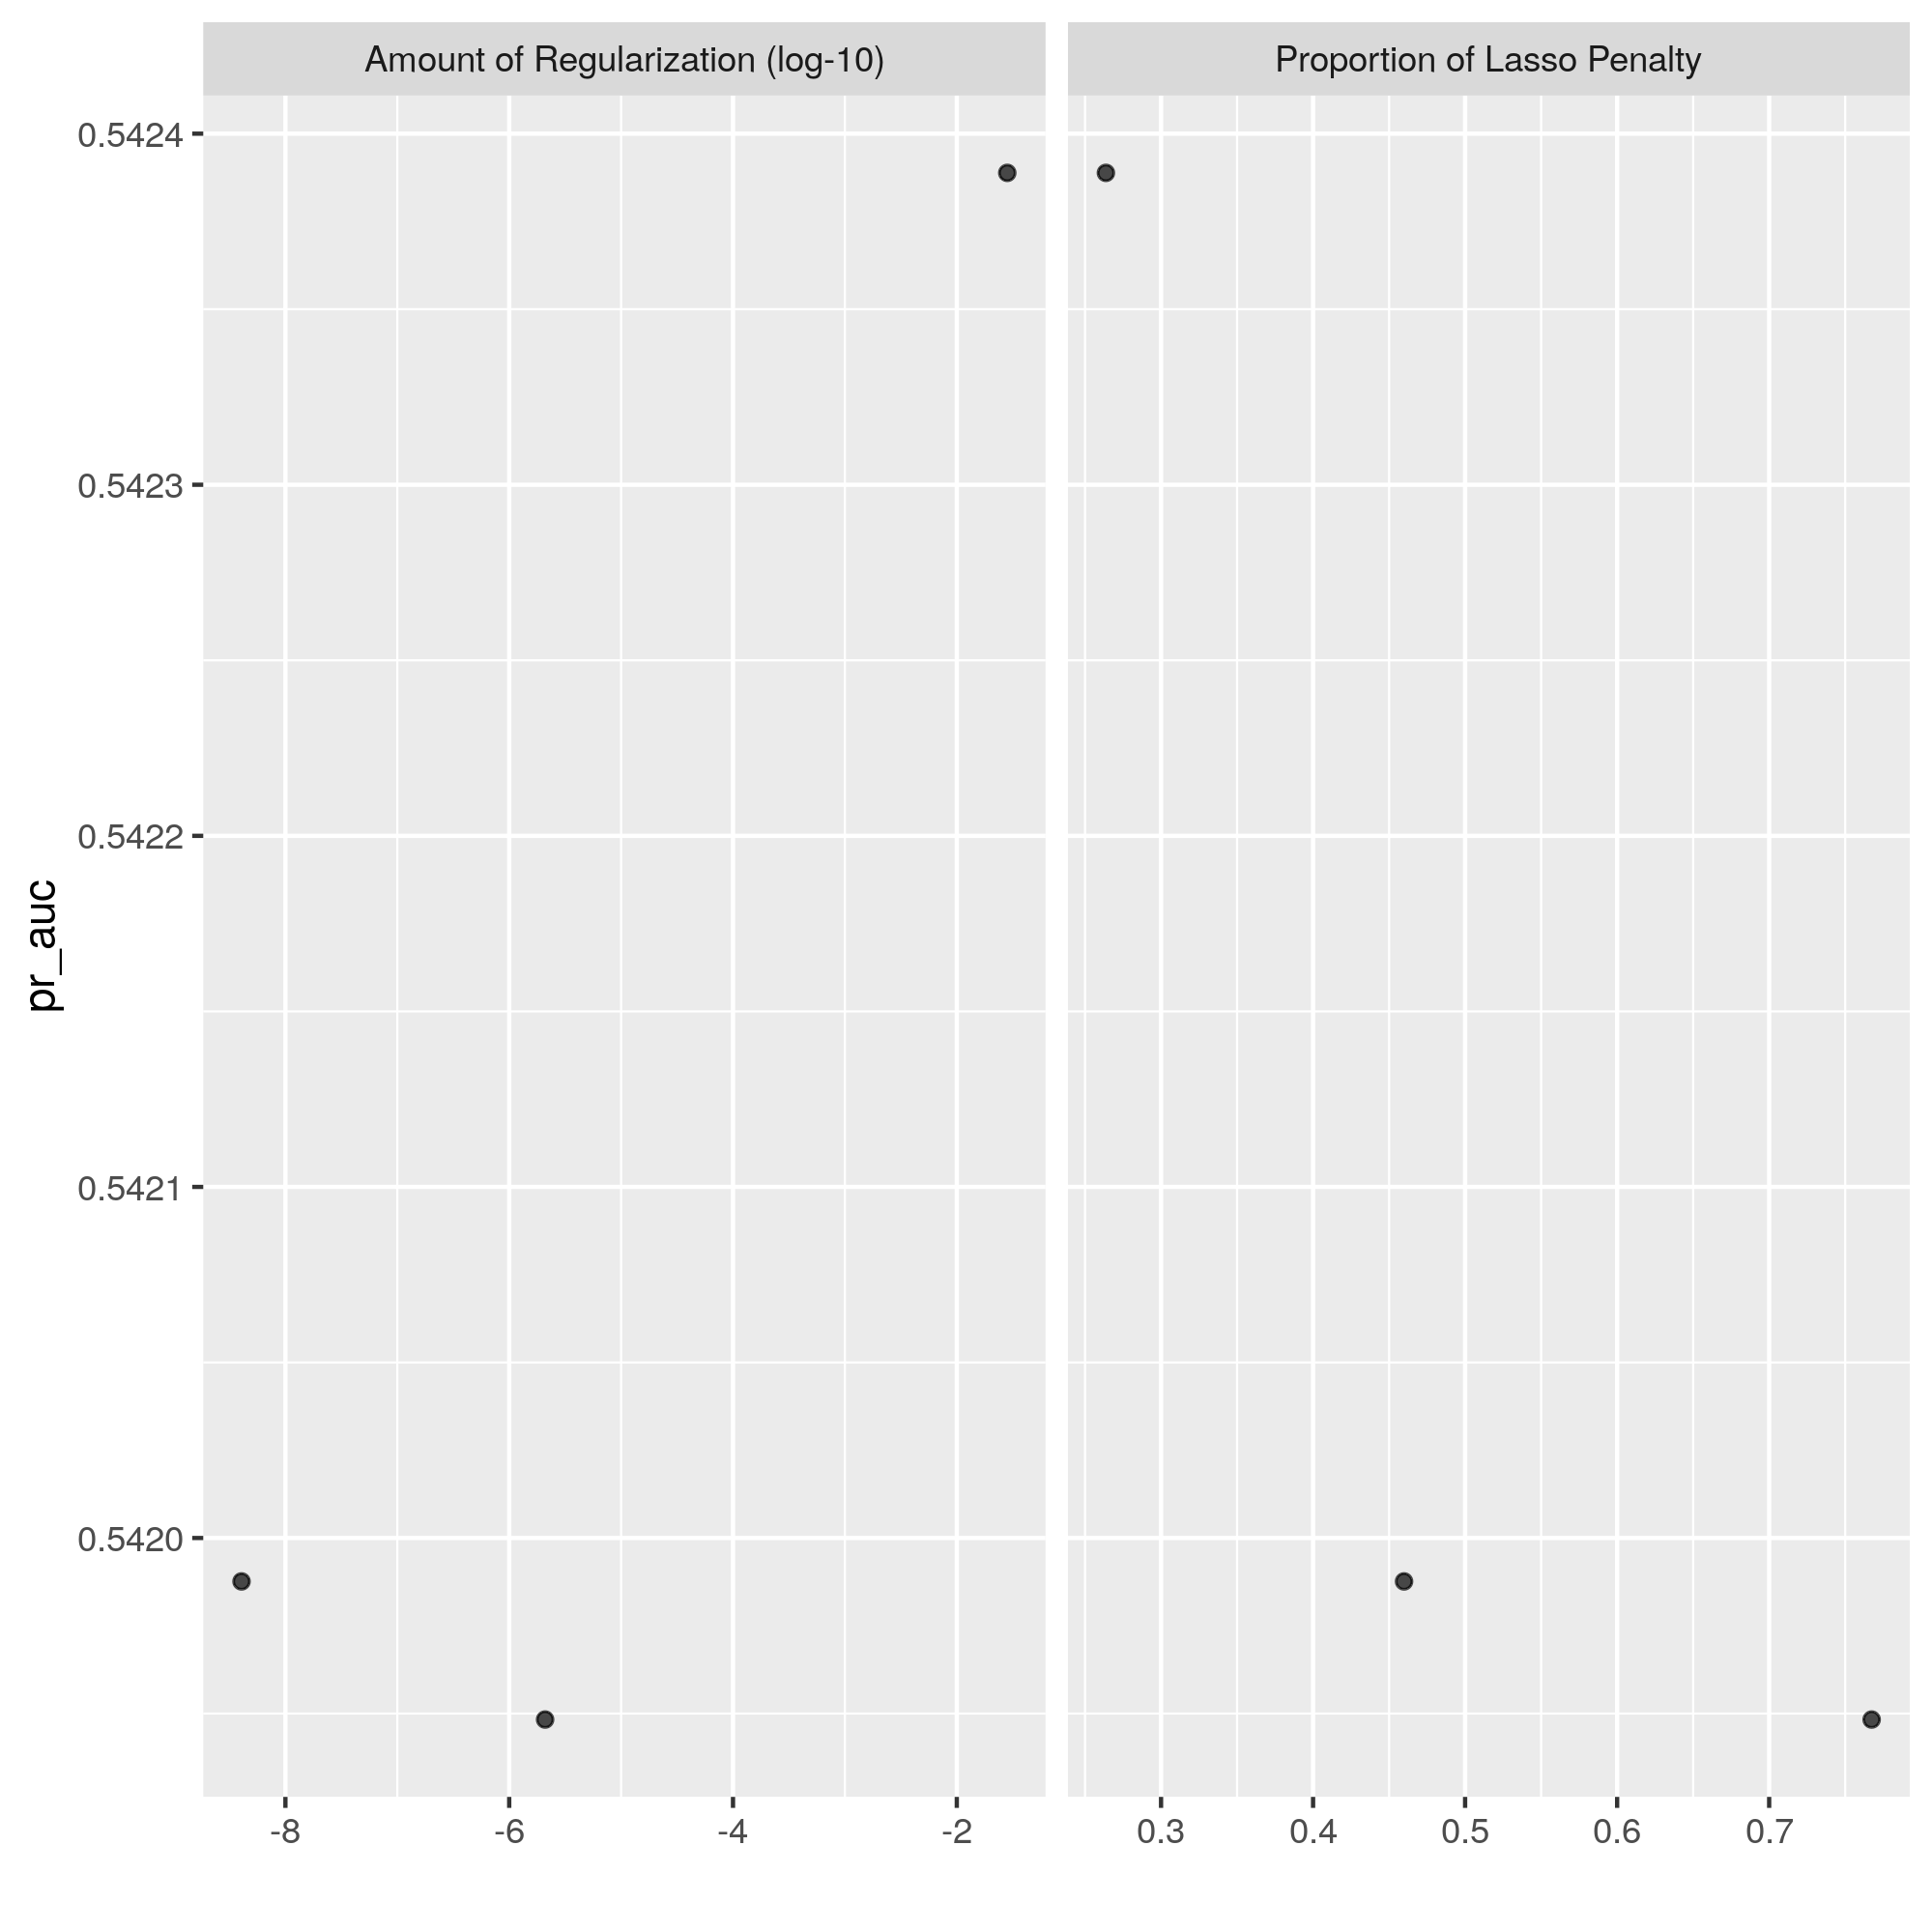 Amount of Regularization (log-10)
Proportion of Lasso Penalty
0.5424
0.5423
0.5422
0.5421
0.5420
pr_auc
-8 -6 -4 -2
0.3 0.4 0.5 0.6 0.7